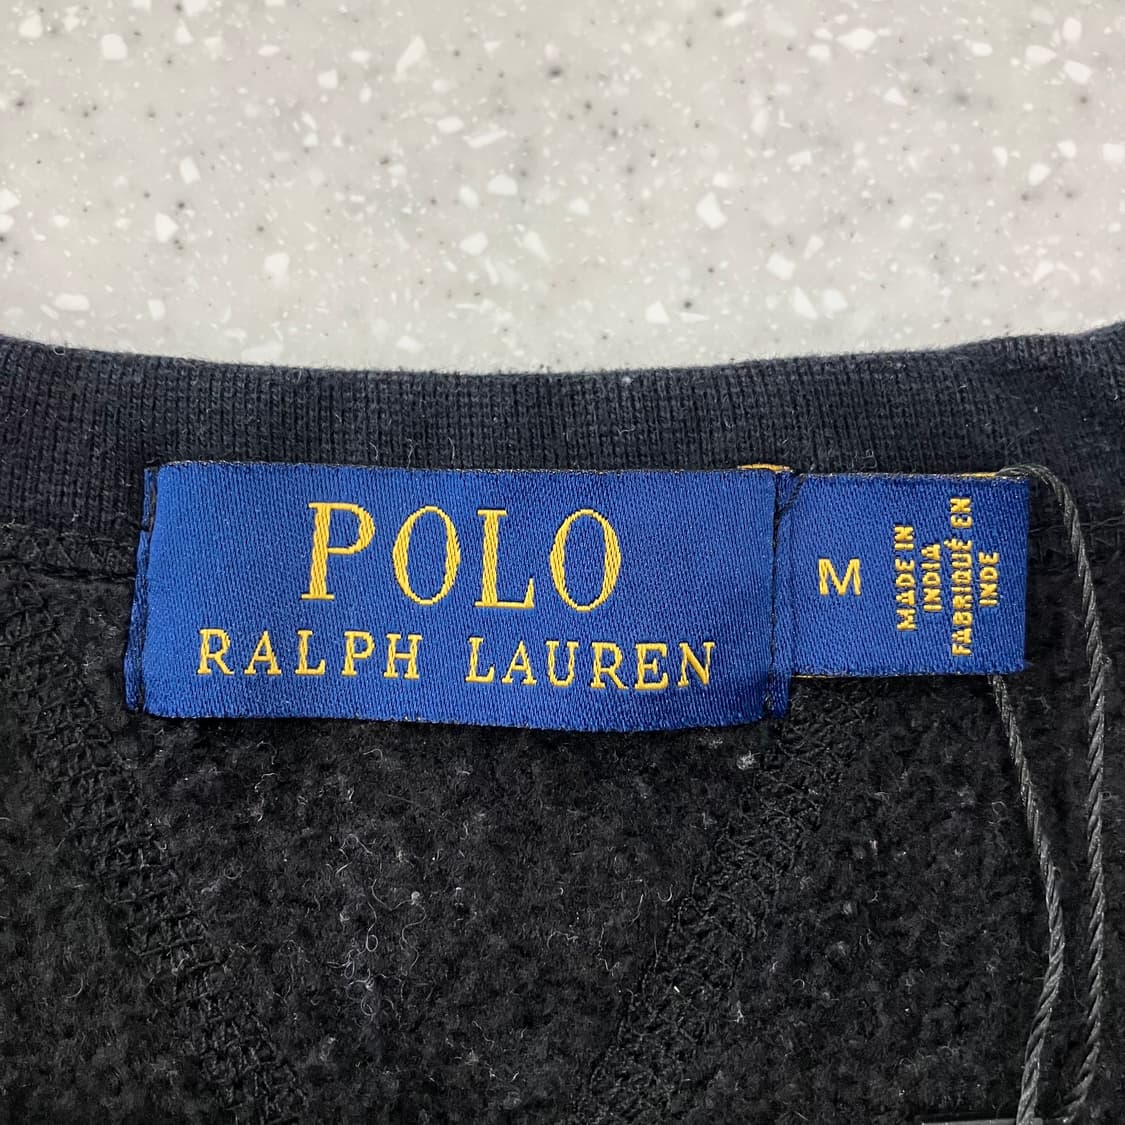 POLO
RALPH LAUREN
M
MADE IN
INDIA
FABRIQUÉ EN
INDE